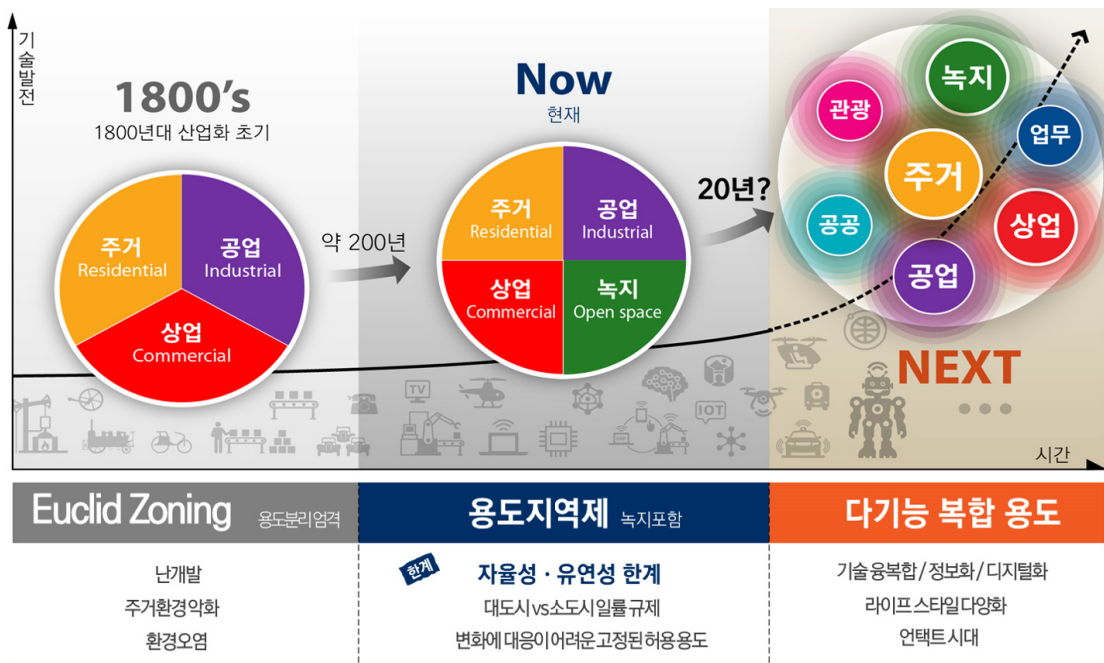 기술발전
1800's
1800년대 산업화 초기
주거
Residential
공업
Industrial
상업
Commercial
약 200년
Now
현재
주거
Residential
공업
Industrial
상업
Commercial
녹지
Open space
20년?
관광
녹지
업무
주거
공공
상업
공업
NEXT
TV
IOT
시간
Euclid Zoning 용도분리엄격
난개발
주거환경 악화
환경오염
용도지역제 녹지포함
한계
자율성 · 유연성 한계
대도시 vs 소도시 일률 규제
변화에 대응이 어려운 고정된 허용 용도
다기능 복합 용도
기술 융복합 / 정보화 / 디지털화
라이프 스타일 다양화
언택트 시대